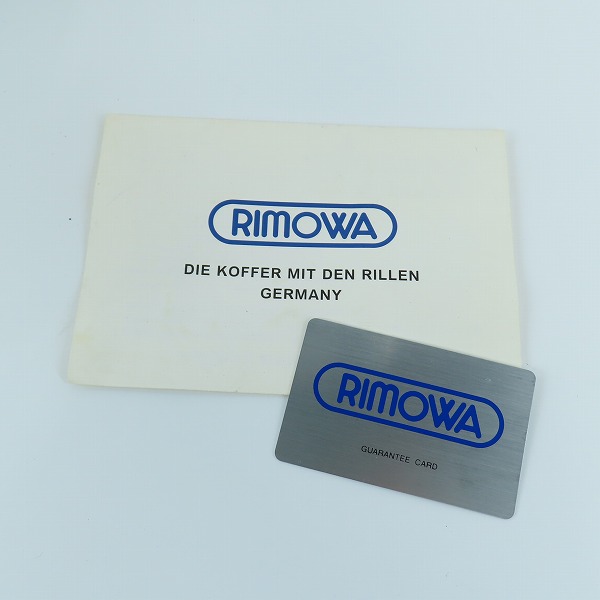 RIMOWA
DIE KOFFER MIT DEN RILLEN
GERMANY
RIMOWA
GUARANTEE CARD